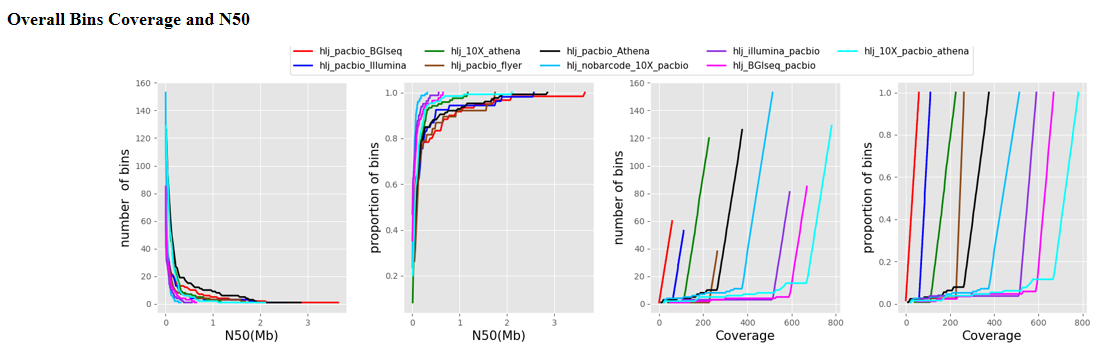 Overall Bins Coverage and N50
hlj_pacbio_BGIseq hlj_10X_athena hlj_pacbio_Athena hlj_illumina_pacbio hlj_10X_pacbio_athena
hlj_pacbio_Illumina hlj_pacbio_flyer hlj_nobarcode_10X_pacbio hlj_BGIseq_pacbio
number of bins
160
140
120
100
80
60
40
20
0
0 1 2 3
N50(Mb)
proportion of bins
1.0
0.8
0.6
0.4
0.2
0 1 2 3
N50(Mb)
number of bins
160
140
120
100
80
60
40
20
0
0 200 400 600 800
Coverage
proportion of bins
1.0
0.8
0.6
0.4
0.2
0.0
0 200 400 600 800
Coverage